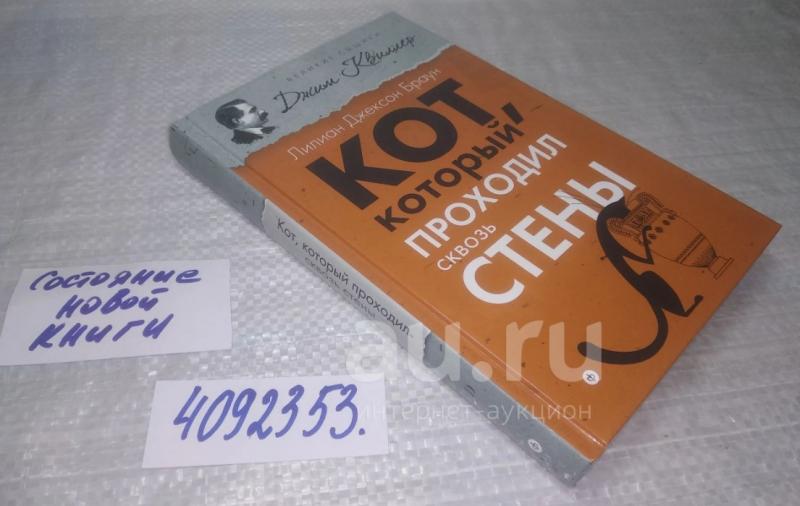 ВЕЛИКИЕ СЫЩИКИ
Джим Квиллер
Лилиан Джексон Браун
КОТ,
который
ПРОХОДИЛ
СКВОЗЬ
СТЕНЫ
Кот, который проходил
сквозь стены
Состояние
новой
книги
4092353.
au.ru
интернет-аукцион